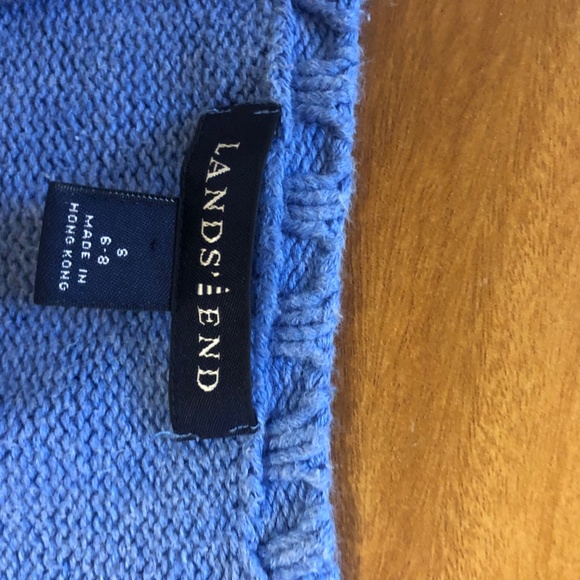 LANDS' END
S
6-8
MADE IN
HONG KONG